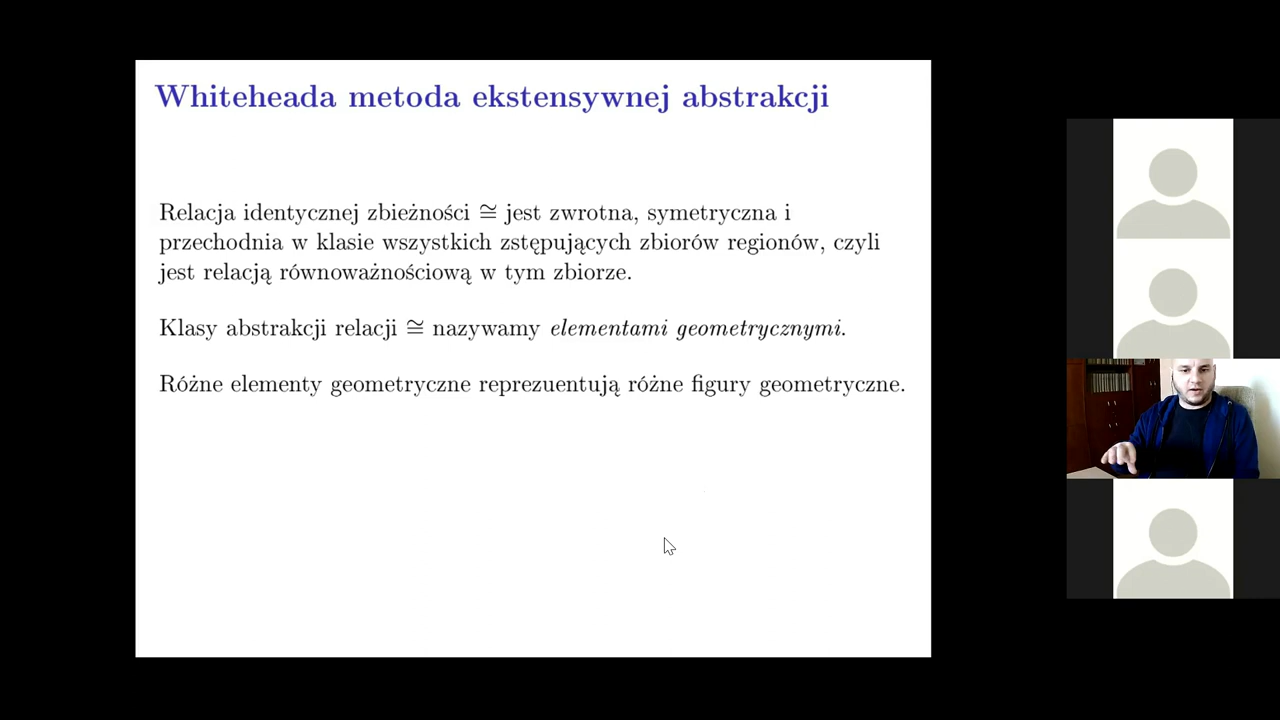 Whiteheada metoda ekstensywnej abstrakcji
Relacja identycznej zbieżności ≅ jest zwrotna, symetryczna i
przechodnia w klasie wszystkich zstępujących zbiorów regionów, czyli
jest relacją równoważnościową w tym zbiorze.
Klasy abstrakcji relacji ≅ nazywamy elementami geometrycznymi.
Różne elementy geometryczne reprezuentują różne figury geometryczne.